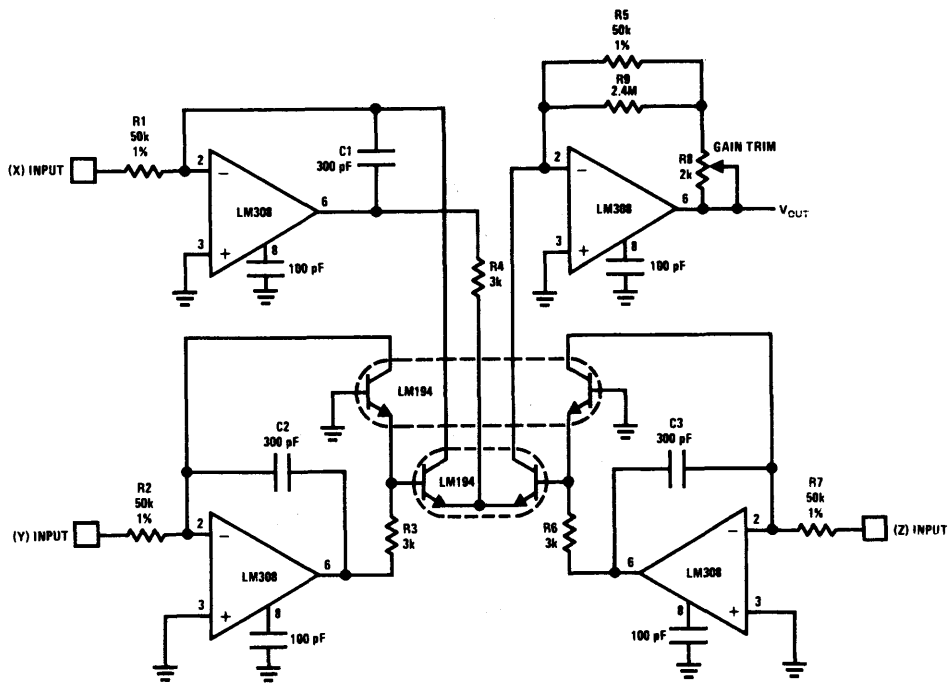 R5
50k
1%
R9
2.4M
R1
50k
1%
(X) INPUT
2
−
C1
300 pF
LM308
6
3
+
8
100 pF
R4
3k
2
−
GAIN TRIM
R8
2k
LM308
6
VOUT
3
+
8
100 pF
LM194
C2
300 pF
C3
300 pF
LM194
R2
50k
1%
(Y) INPUT
2
−
R3
3k
R6
3k
R7
50k
1%
2
−
(Z) INPUT
LM308
6
6
LM308
3
+
8
100 pF
3
+
8
100 pF